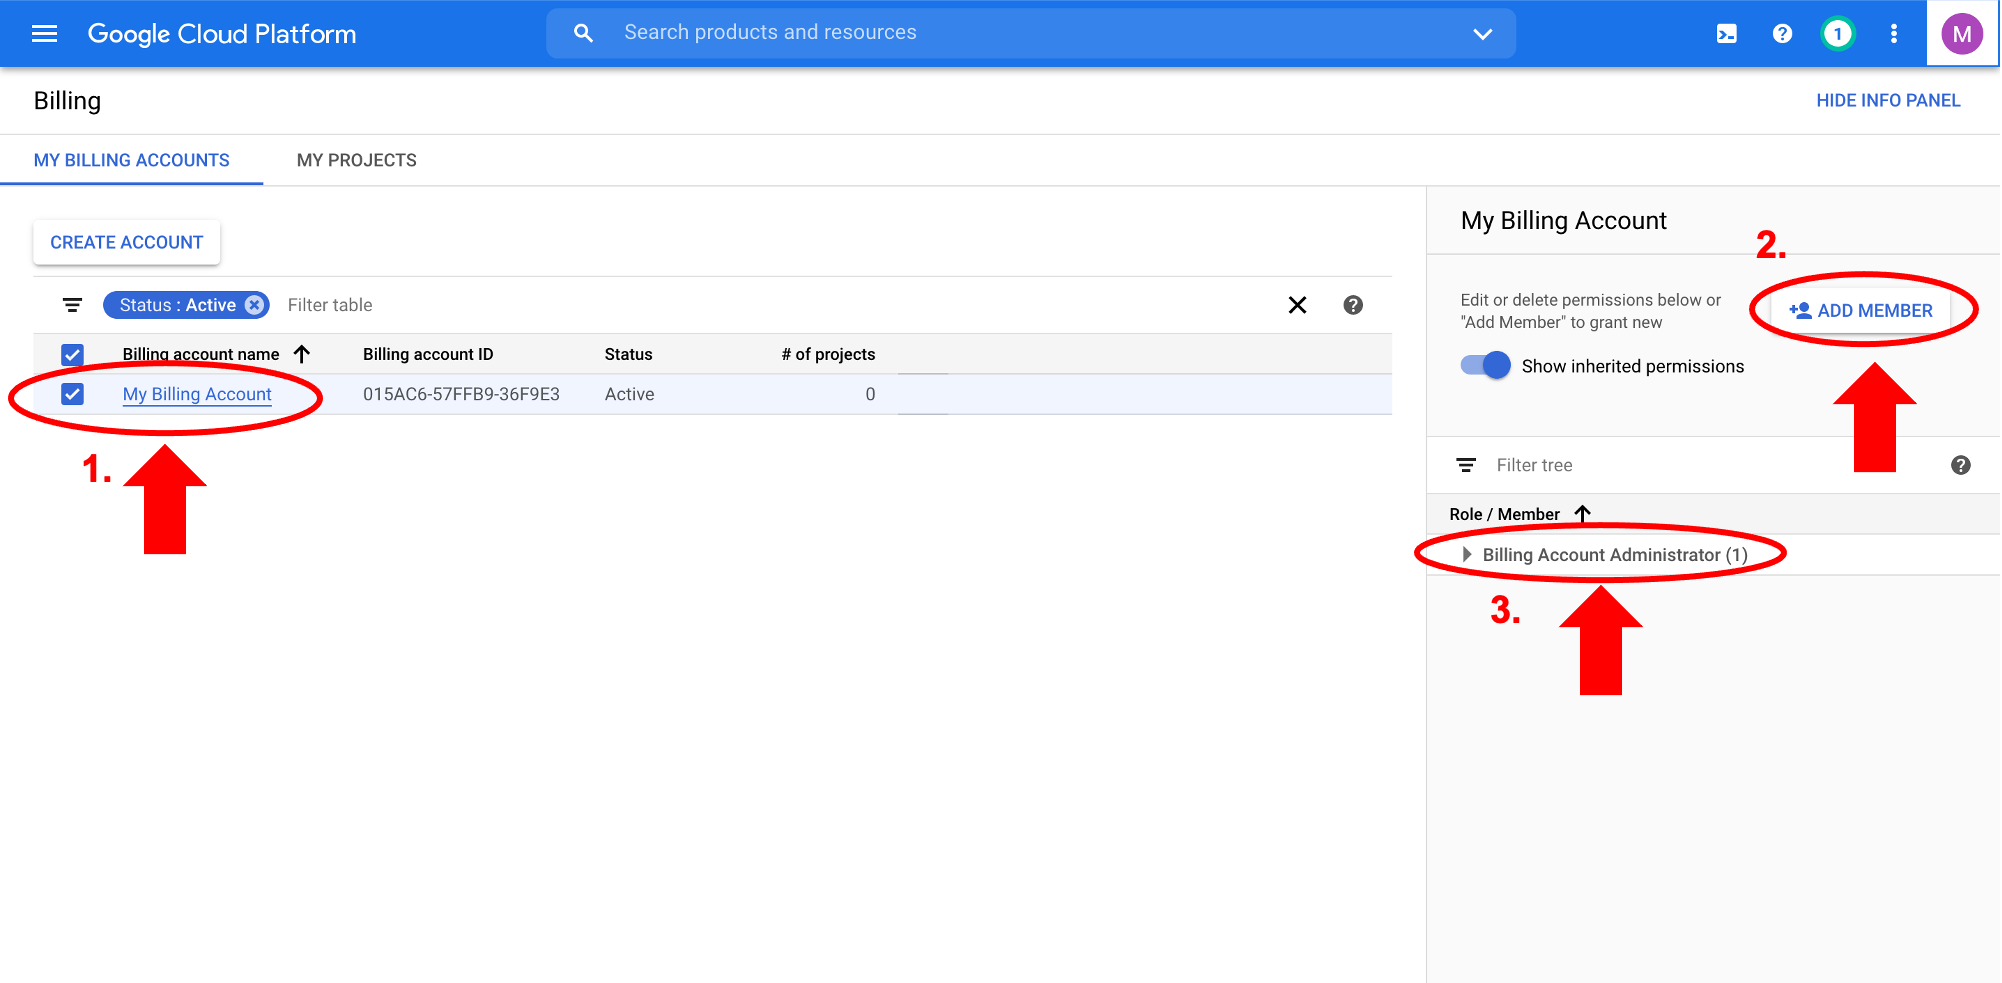 Google Cloud Platform
Search products and resources
1
M
Billing
HIDE INFO PANEL
MY BILLING ACCOUNTS
MY PROJECTS
CREATE ACCOUNT
Status : Active
Filter table
Billing account name
Billing account ID
Status
# of projects
My Billing Account
015AC6-57FFB9-36F9E3
Active
0
1.
My Billing Account
2.
Edit or delete permissions below or
"Add Member" to grant new
ADD MEMBER
Show inherited permissions
Filter tree
Role / Member
Billing Account Administrator (1)
3.